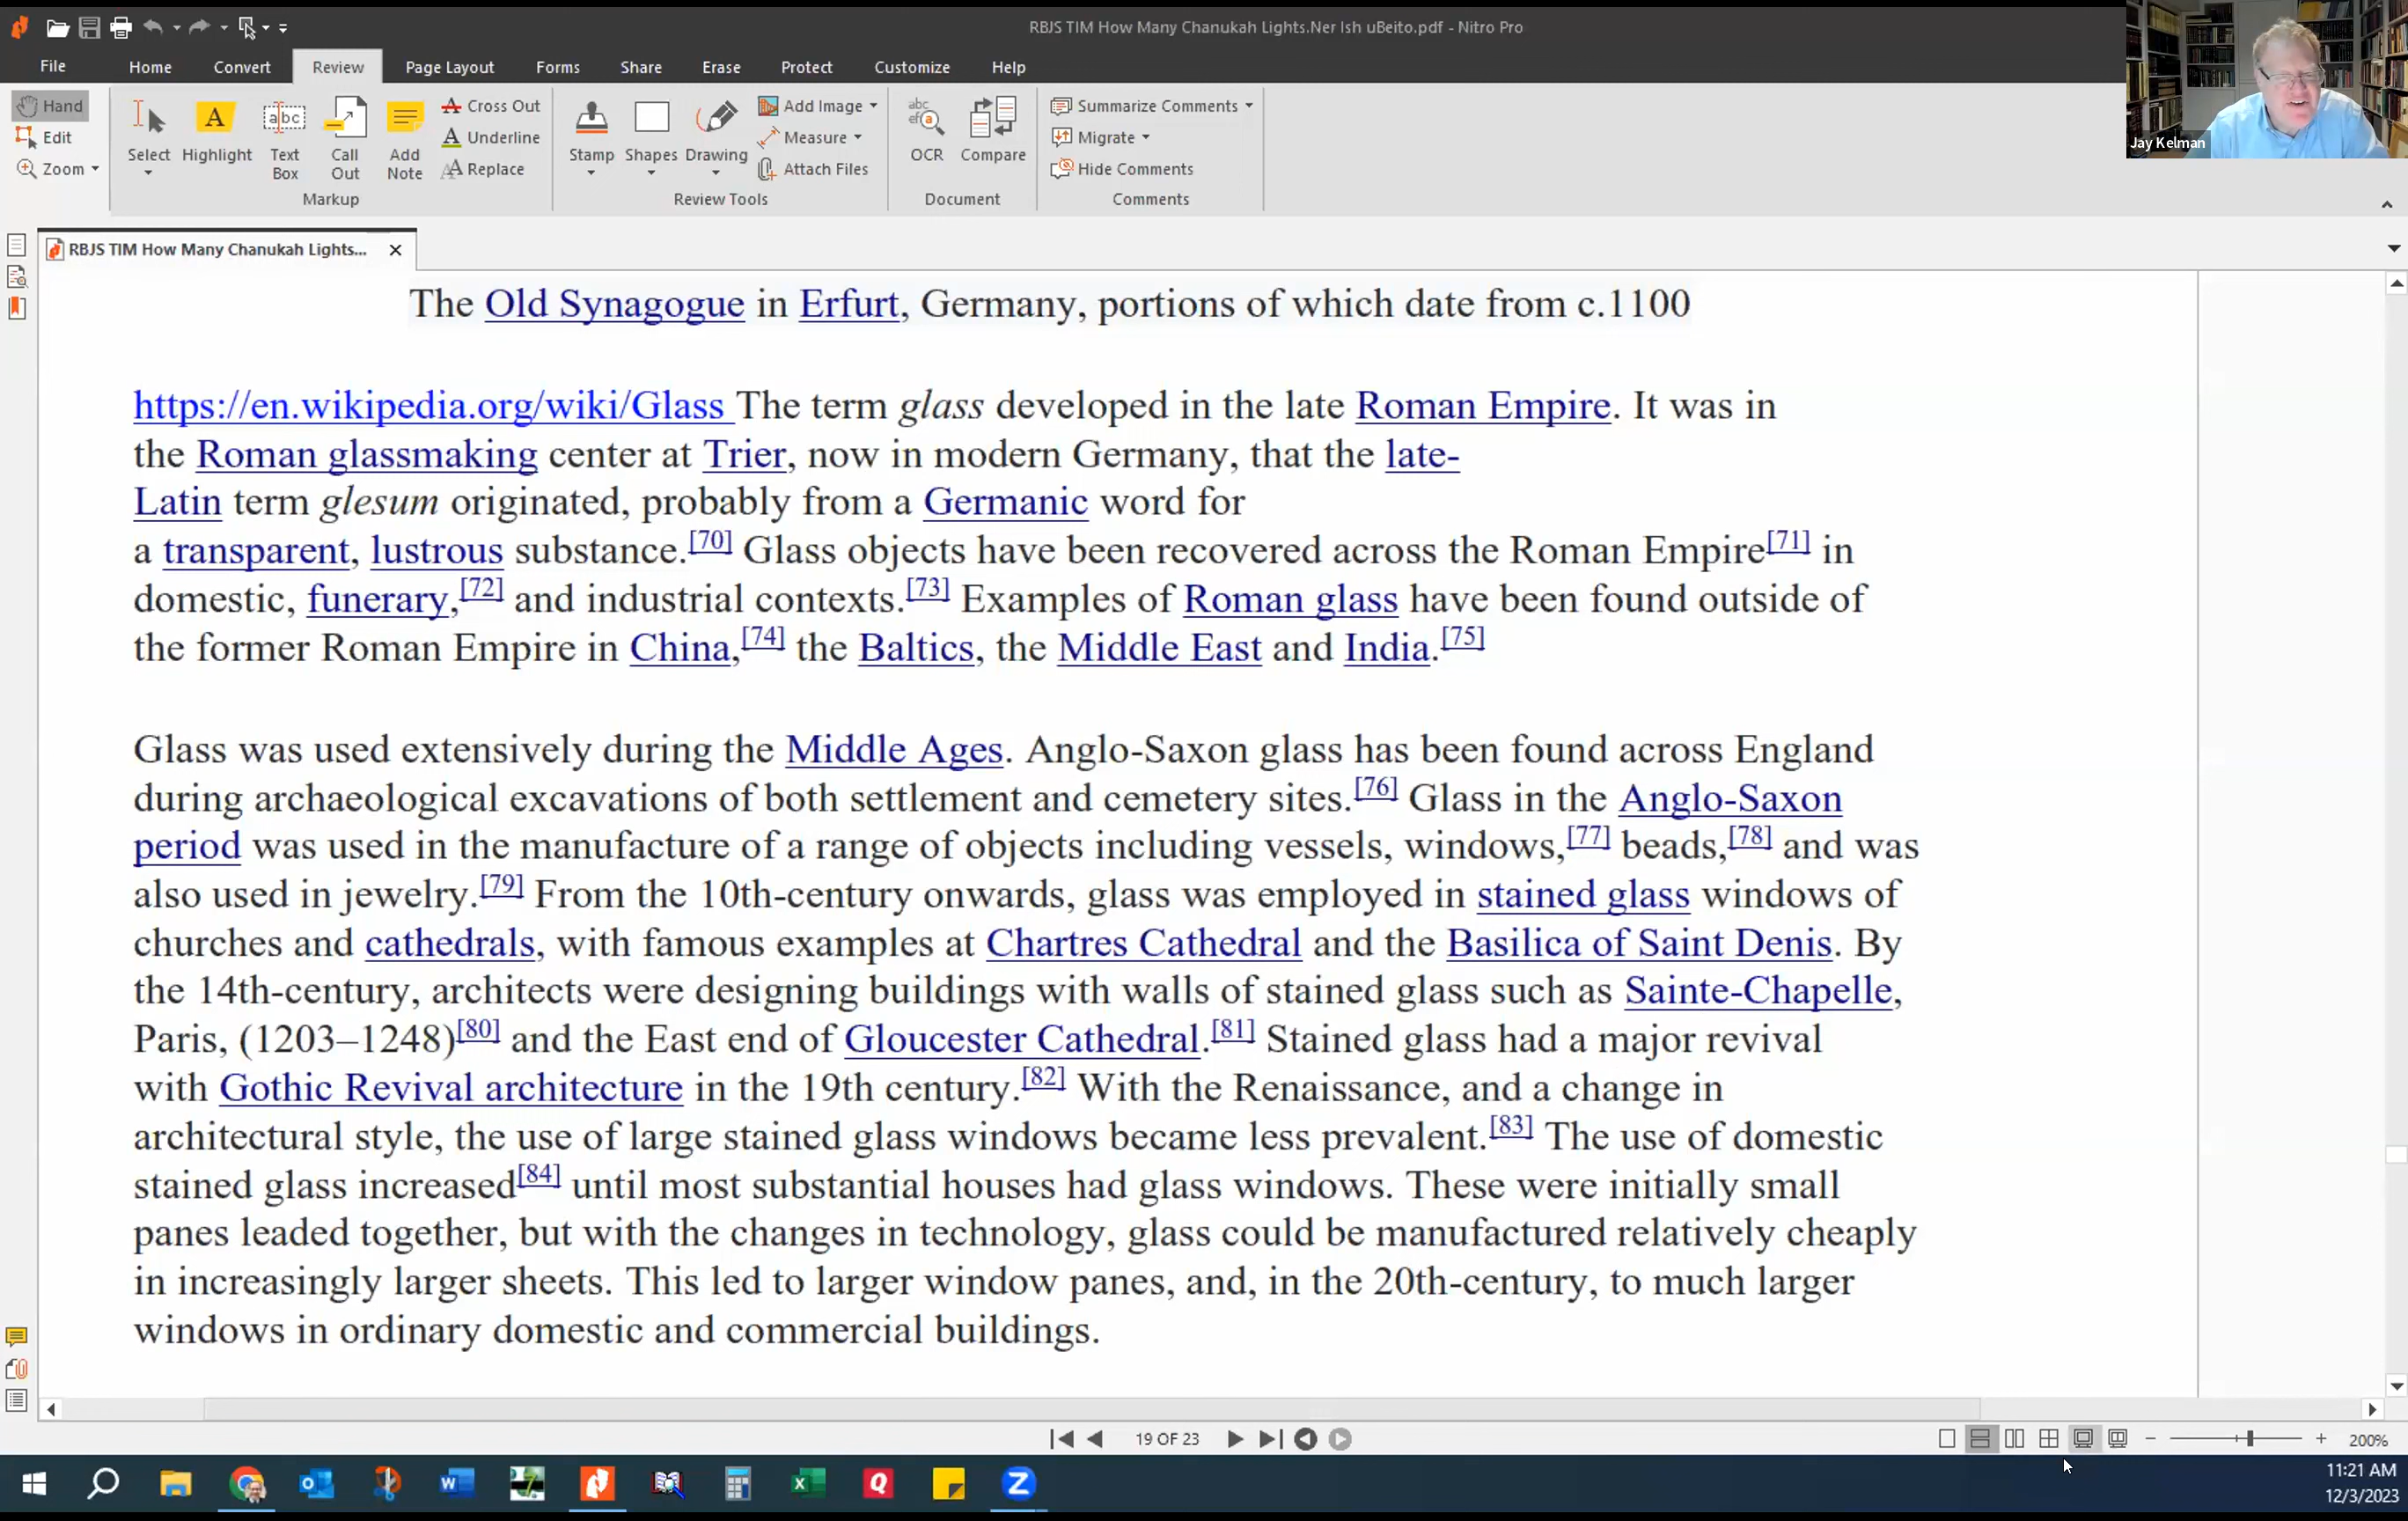 RBJS TIM How Many Chanukah Lights.Ner Ish uBeito.pdf - Nitro Pro
File Home Convert Review Page Layout Forms Share Erase Protect Customize Help
Hand
Edit
Zoom
Select
Highlight
Text Box
Call Out
Add Note
Cross Out
Underline
Replace
Markup
Stamp
Shapes
Drawing
Add Image
Measure
Attach Files
Review Tools
OCR
Compare
Document
Summarize Comments
Migrate
Hide Comments
Comments
Jay Kelman
RBJS TIM How Many Chanukah Lights...
The Old Synagogue in Erfurt, Germany, portions of which date from c.1100
https://en.wikipedia.org/wiki/Glass The term glass developed in the late Roman Empire. It was in
the Roman glassmaking center at Trier, now in modern Germany, that the late-
Latin term glesum originated, probably from a Germanic word for
a transparent, lustrous substance.[70] Glass objects have been recovered across the Roman Empire[71] in
domestic, funerary,[72] and industrial contexts.[73] Examples of Roman glass have been found outside of
the former Roman Empire in China,[74] the Baltics, the Middle East and India.[75]
Glass was used extensively during the Middle Ages. Anglo-Saxon glass has been found across England
during archaeological excavations of both settlement and cemetery sites.[76] Glass in the Anglo-Saxon
period was used in the manufacture of a range of objects including vessels, windows,[77] beads,[78] and was
also used in jewelry.[79] From the 10th-century onwards, glass was employed in stained glass windows of
churches and cathedrals, with famous examples at Chartres Cathedral and the Basilica of Saint Denis. By
the 14th-century, architects were designing buildings with walls of stained glass such as Sainte-Chapelle,
Paris, (1203–1248)[80] and the East end of Gloucester Cathedral.[81] Stained glass had a major revival
with Gothic Revival architecture in the 19th century.[82] With the Renaissance, and a change in
architectural style, the use of large stained glass windows became less prevalent.[83] The use of domestic
stained glass increased[84] until most substantial houses had glass windows. These were initially small
panes leaded together, but with the changes in technology, glass could be manufactured relatively cheaply
in increasingly larger sheets. This led to larger window panes, and, in the 20th-century, to much larger
windows in ordinary domestic and commercial buildings.
19 OF 23
200%
11:21 AM
12/3/2023